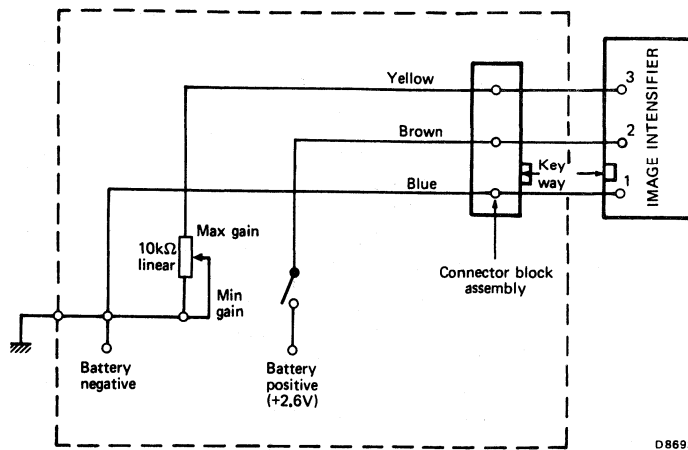 Yellow
3
Brown
2
Key
way
Blue
1
IMAGE INTENSIFIER
Max gain
10kΩ
linear
Min
gain
Connector block
assembly
Battery
negative
Battery
positive
(+2.6V)
D869